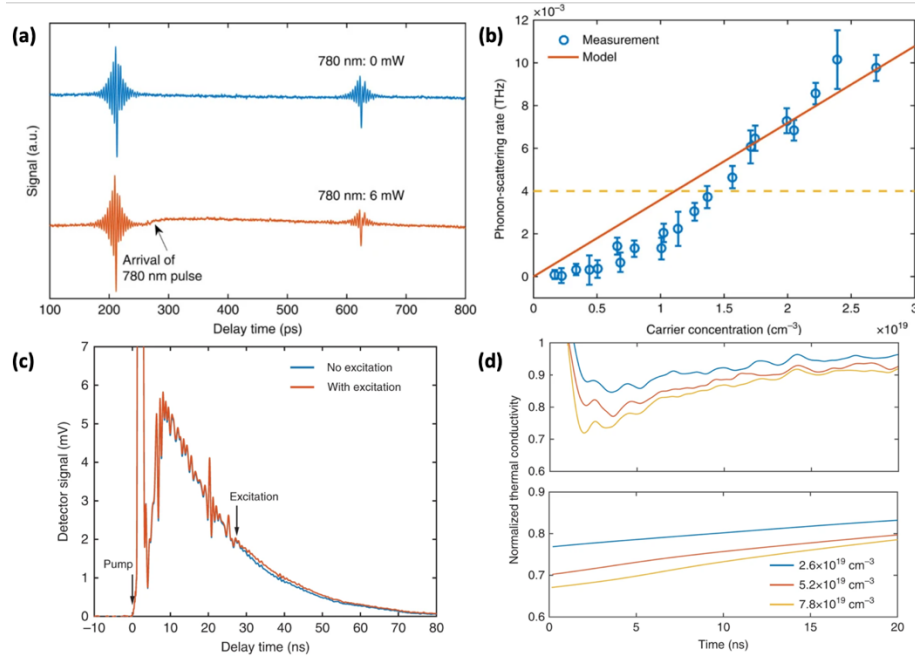 (a)
780 nm: 0 mW
780 nm: 6 mW
Arrival of
780 nm pulse
Signal (a.u.)
100 200 300 400 500 600 700 800
Delay time (ps)
(b)
×10⁻³
Measurement
Model
Phonon-scattering rate (THz)
12
10
8
6
4
2
0
0 0.5 1 1.5 2 2.5 3
Carrier concentration (cm⁻³)
×10¹⁹
(c)
No excitation
With excitation
Excitation
Pump
Detector signal (mV)
7
6
5
4
3
2
1
0
–10 0 10 20 30 40 50 60 70 80
Delay time (ns)
(d)
Normalized thermal conductivity
1
0.9
0.8
0.7
0.6
0.9
0.8
0.7
0.6
2.6×10¹⁹ cm⁻³
5.2×10¹⁹ cm⁻³
7.8×10¹⁹ cm⁻³
0 5 10 15 20
Time (ns)